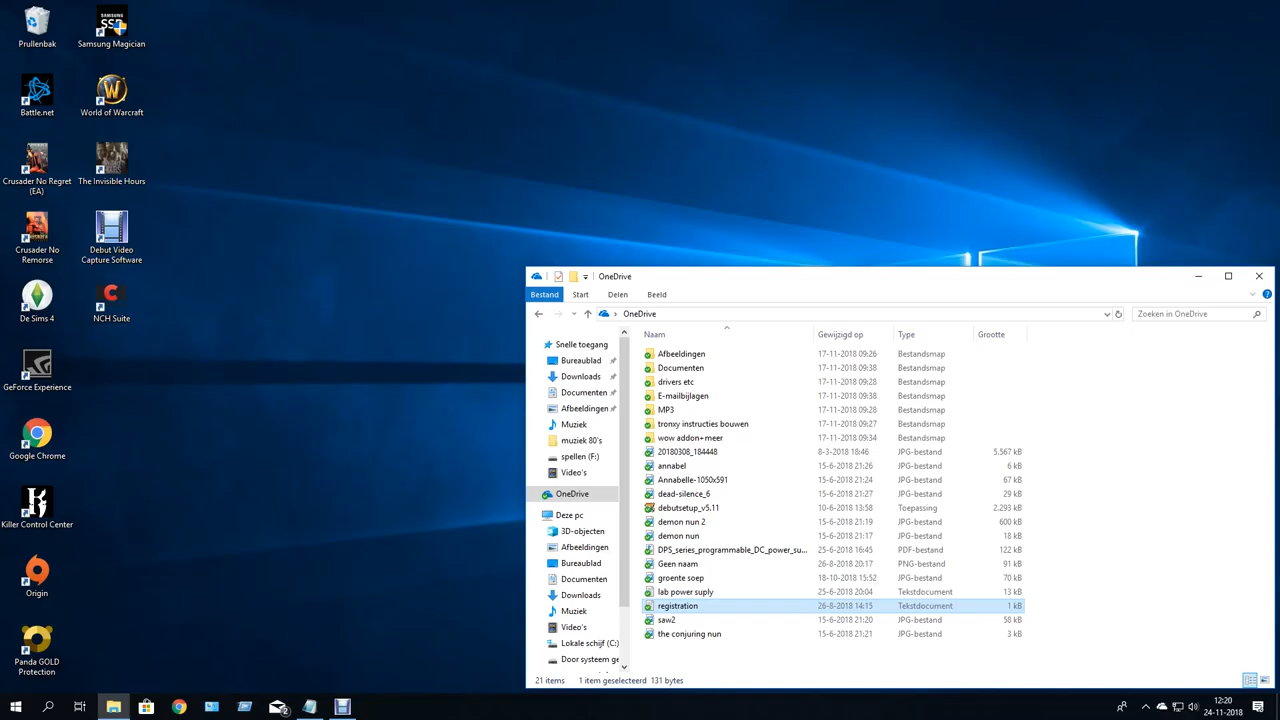 Prullenbak
Samsung Magician
Battle.net
World of Warcraft
Crusader No Regret
(EA)
The Invisible Hours
Crusader No
Remorse
Debut Video
Capture Software
De Sims 4
NCH Suite
GeForce Experience
Google Chrome
Killer Control Center
Origin
Panda GOLD
Protection
SAMSUNG
SSD
OneDrive
Bestand Start Delen Beeld
OneDrive
Zoeken in OneDrive
Snelle toegang
Bureaublad
Downloads
Documenten
Afbeeldingen
Muziek
muziek 80's
spellen (F:)
Video's
OneDrive
Deze pc
3D-objecten
Afbeeldingen
Bureaublad
Documenten
Downloads
Muziek
Video's
Lokale schijf (C:)
Door systeem ge
Naam Gewijzigd op Type Grootte
Afbeeldingen 17-11-2018 09:26 Bestandsmap
Documenten 17-11-2018 09:38 Bestandsmap
drivers etc 17-11-2018 09:28 Bestandsmap
E-mailbijlagen 17-11-2018 09:38 Bestandsmap
MP3 17-11-2018 09:28 Bestandsmap
tronxy instructies bouwen 17-11-2018 09:27 Bestandsmap
wow addon+meer 17-11-2018 09:34 Bestandsmap
20180308_184448 8-3-2018 18:46 JPG-bestand 5.567 kB
annabel 15-6-2018 21:26 JPG-bestand 6 kB
Annabelle-1050x591 15-6-2018 21:24 JPG-bestand 67 kB
dead-silence_6 15-6-2018 21:27 JPG-bestand 29 kB
debutsetup_v5.11 10-6-2018 13:58 Toepassing 2.293 kB
demon nun 2 15-6-2018 21:19 JPG-bestand 600 kB
demon nun 15-6-2018 21:17 JPG-bestand 18 kB
DPS_series_programmable_DC_power_su... 25-6-2018 16:45 PDF-bestand 122 kB
Geen naam 26-8-2018 20:17 PNG-bestand 91 kB
groente soep 18-10-2018 15:52 JPG-bestand 70 kB
lab power suply 25-6-2018 20:04 Tekstdocument 13 kB
registration 26-8-2018 14:15 Tekstdocument 1 kB
saw2 15-6-2018 21:20 JPG-bestand 58 kB
the conjuring nun 15-6-2018 21:21 JPG-bestand 3 kB
21 items 1 item geselecteerd 131 bytes
12:20
24-11-2018